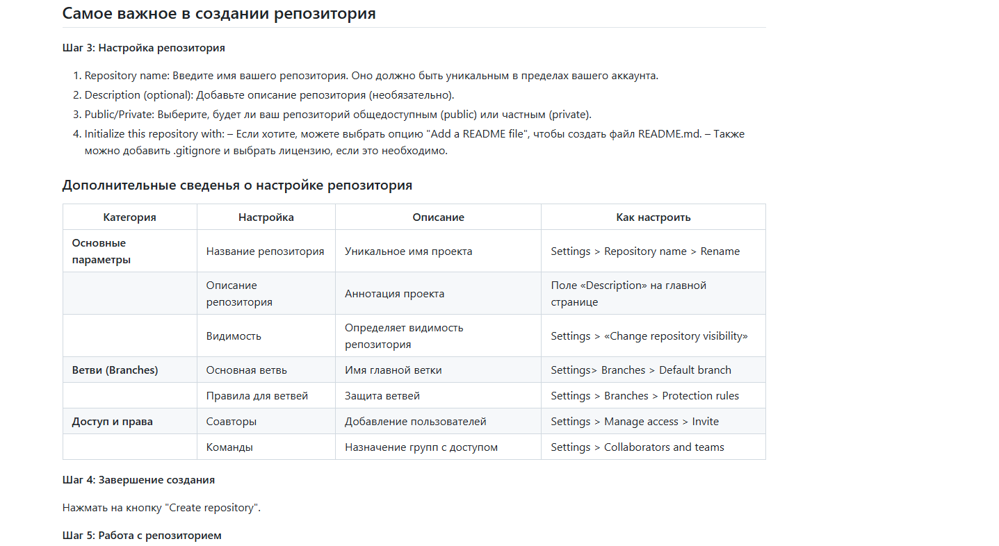 Самое важное в создании репозитория
Шаг 3: Настройка репозитория
1. Repository name: Введите имя вашего репозитория. Оно должно быть уникальным в пределах вашего аккаунта.
2. Description (optional): Добавьте описание репозитория (необязательно).
3. Public/Private: Выберите, будет ли ваш репозиторий общедоступным (public) или частным (private).
4. Initialize this repository with: – Если хотите, можете выбрать опцию "Add a README file", чтобы создать файл README.md. – Также
можно добавить .gitignore и выбрать лицензию, если это необходимо.
Дополнительные сведенья о настройке репозитория
Категория Настройка Описание Как настроить
Основные
параметры
Название репозитория Уникальное имя проекта Settings > Repository name > Rename
Описание
репозитория
Аннотация проекта
Поле «Description» на главной
странице
Видимость
Определяет видимость
репозитория
Settings > «Change repository visibility»
Ветви (Branches) Основная ветвь Имя главной ветки Settings> Branches > Default branch
Правила для ветвей Защита ветвей Settings > Branches > Protection rules
Доступ и права Соавторы Добавление пользователей Settings > Manage access > Invite
Команды Назначение групп с доступом Settings > Collaborators and teams
Шаг 4: Завершение создания
Нажмать на кнопку "Create repository".
Шаг 5: Работа с репозиторием